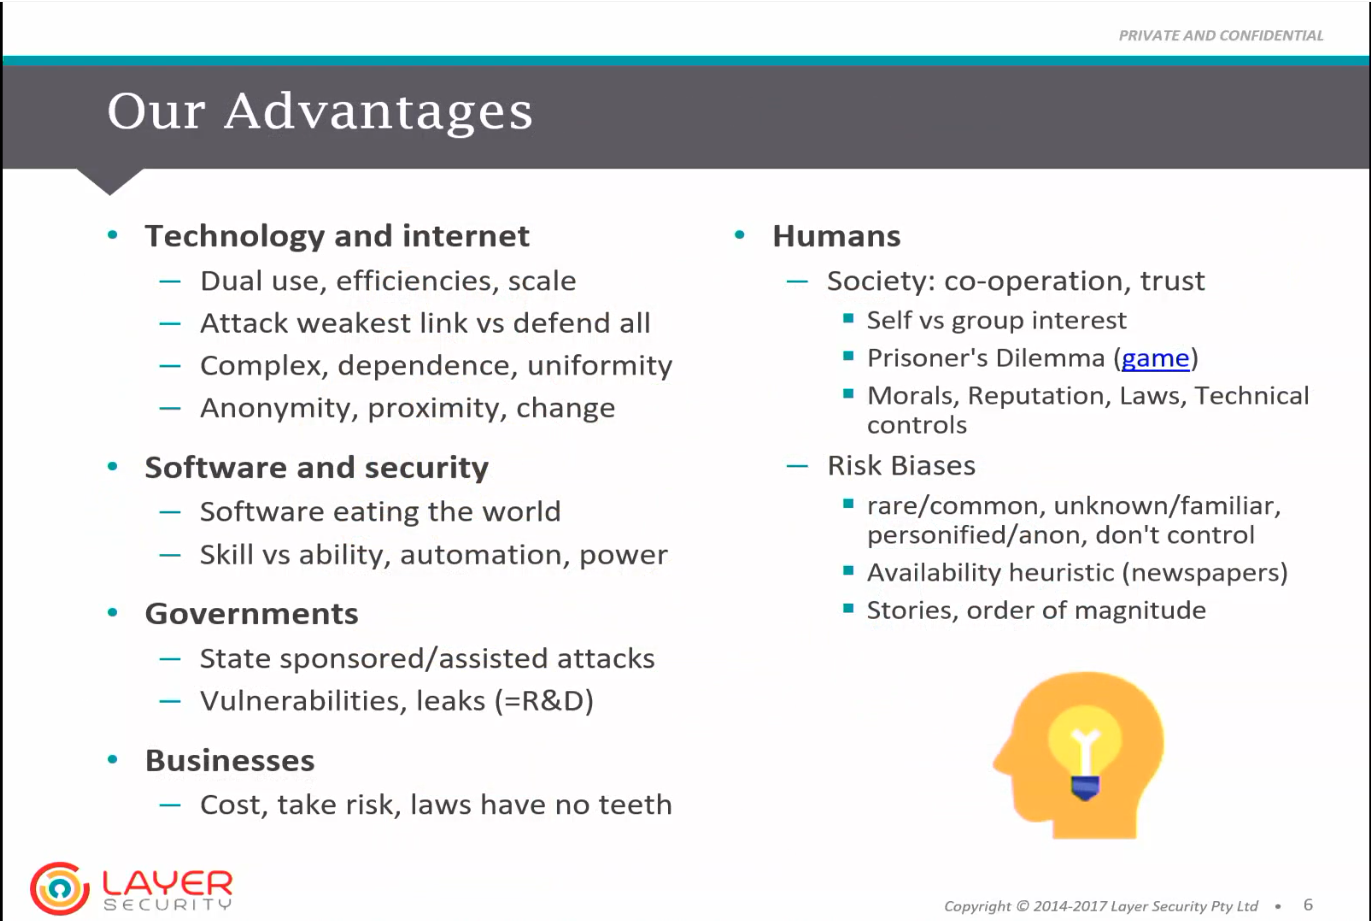 PRIVATE AND CONFIDENTIAL
Our Advantages
• Technology and internet
— Dual use, efficiencies, scale
— Attack weakest link vs defend all
— Complex, dependence, uniformity
— Anonymity, proximity, change
• Software and security
— Software eating the world
— Skill vs ability, automation, power
• Governments
— State sponsored/assisted attacks
— Vulnerabilities, leaks (=R&D)
• Businesses
— Cost, take risk, laws have no teeth
• Humans
— Society: co-operation, trust
▪ Self vs group interest
▪ Prisoner's Dilemma (game)
▪ Morals, Reputation, Laws, Technical
controls
— Risk Biases
▪ rare/common, unknown/familiar,
personified/anon, don't control
▪ Availability heuristic (newspapers)
▪ Stories, order of magnitude
LAYER
SECURITY
Copyright © 2014-2017 Layer Security Pty Ltd • 6